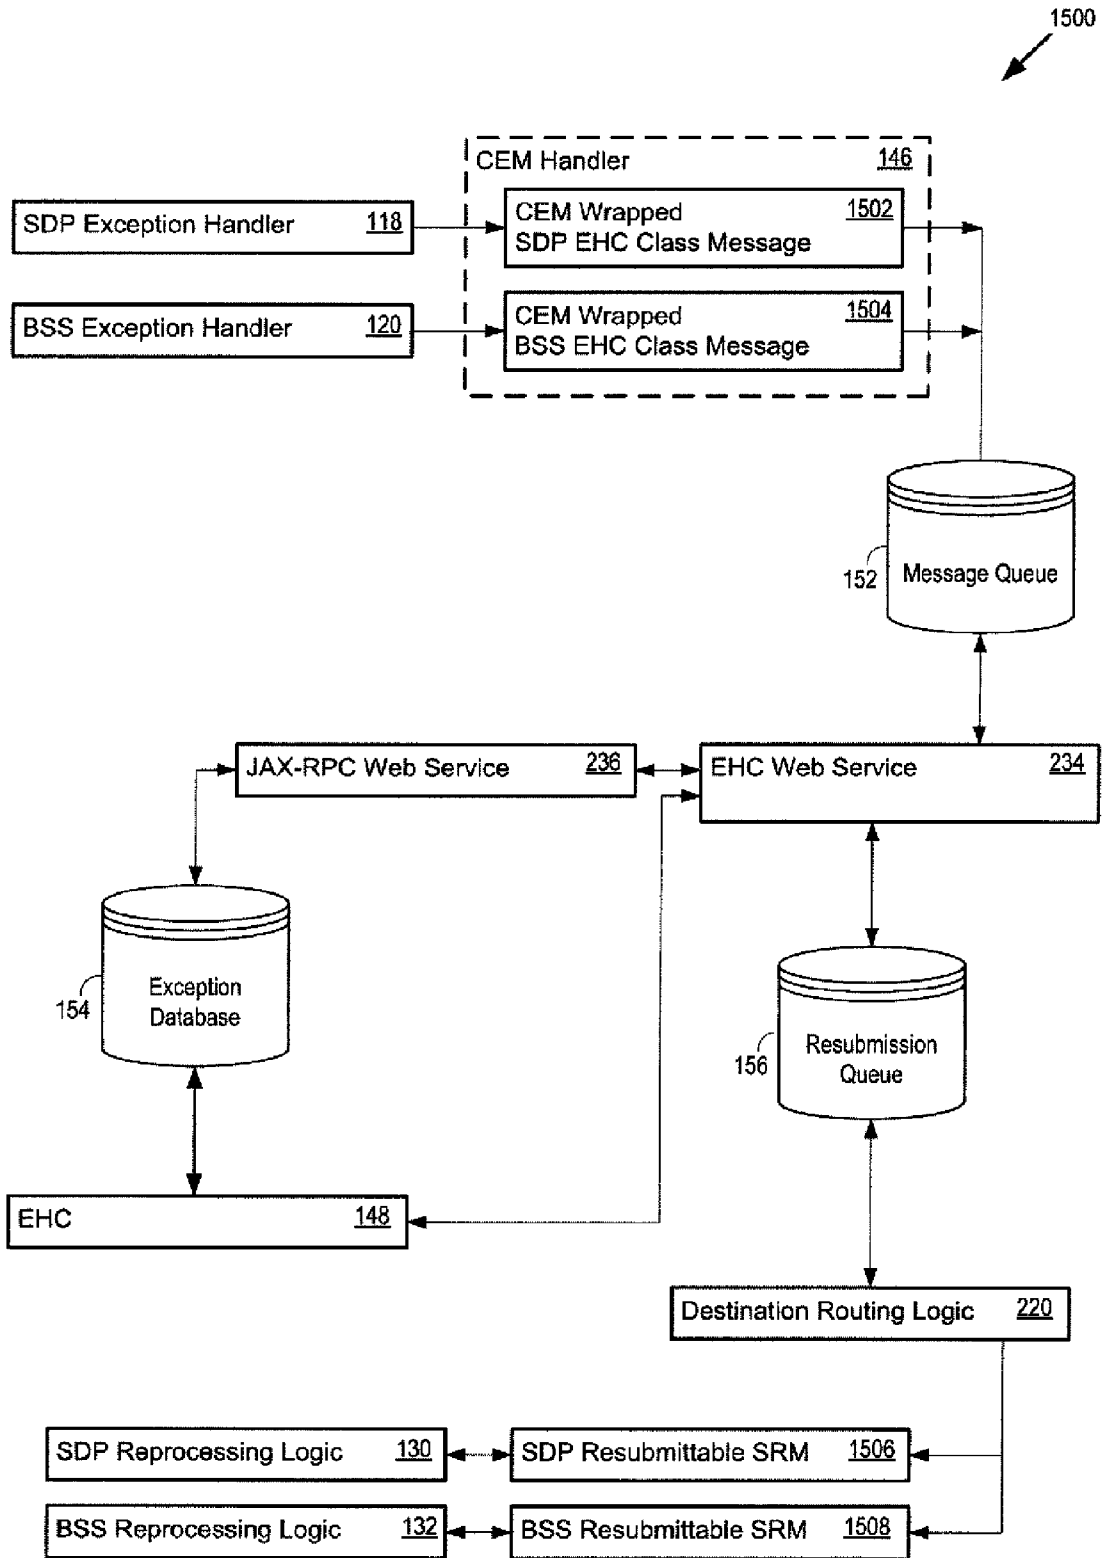 1500
CEM Handler 146
SDP Exception Handler 118
CEM Wrapped 1502
SDP EHC Class Message
BSS Exception Handler 120
CEM Wrapped 1504
BSS EHC Class Message
152
Message Queue
JAX-RPC Web Service 236
EHC Web Service 234
154
Exception
Database
156
Resubmission
Queue
EHC 148
Destination Routing Logic 220
SDP Reprocessing Logic 130
SDP Resubmittable SRM 1506
BSS Reprocessing Logic 132
BSS Resubmittable SRM 1508